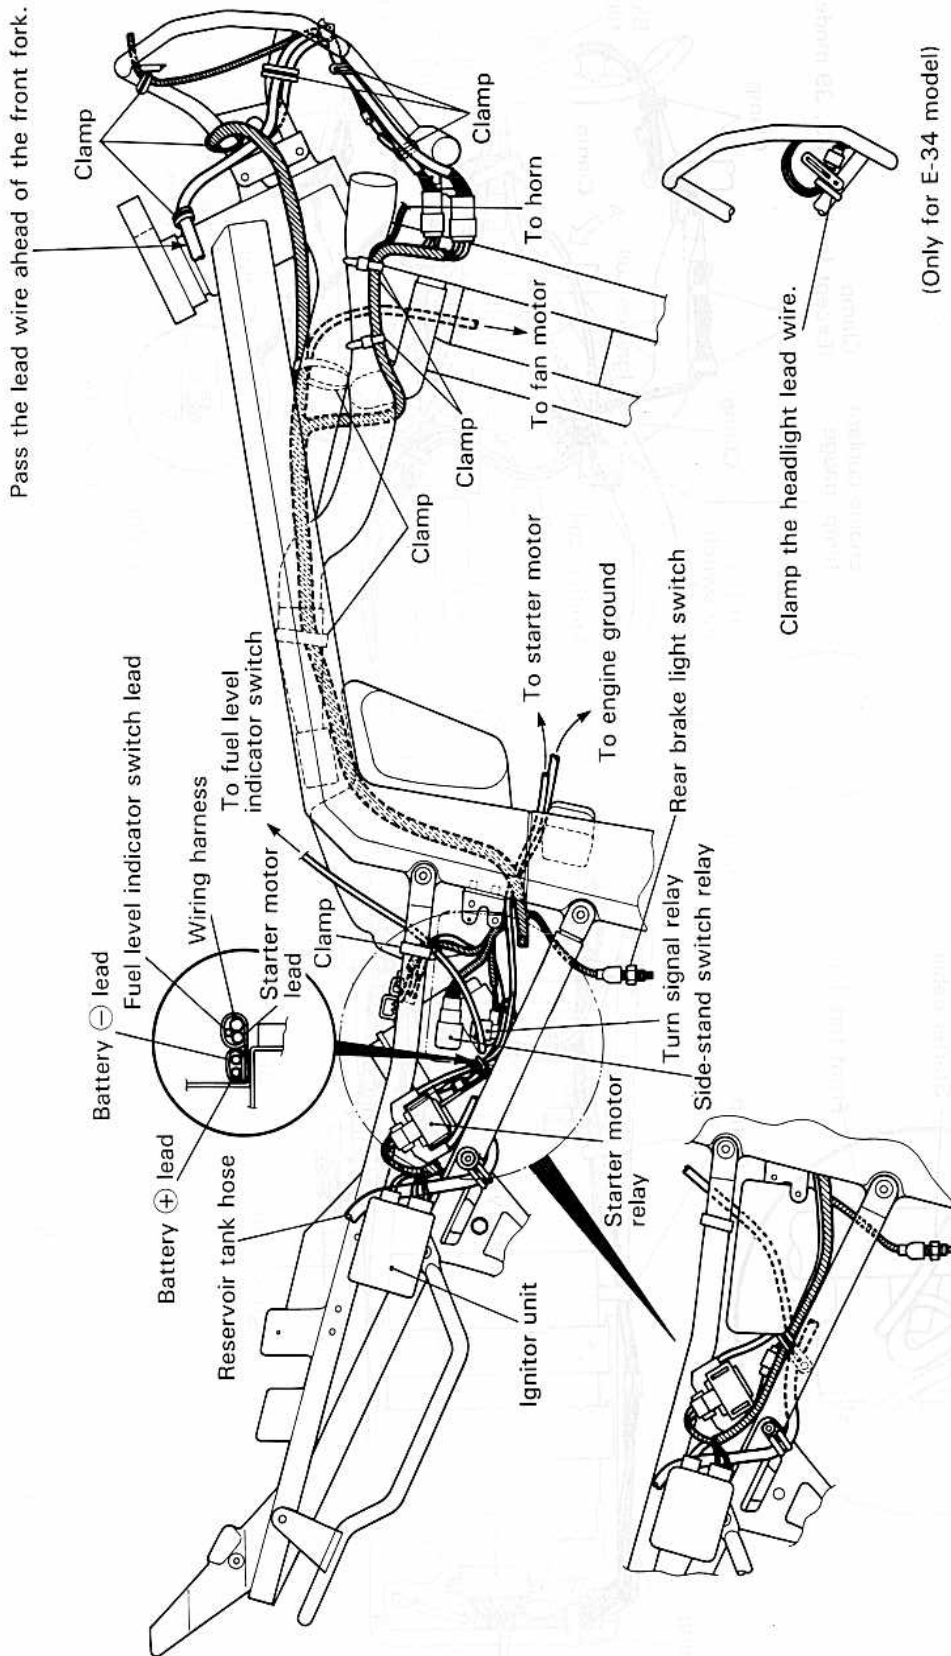 Pass the lead wire ahead of the front fork.
Clamp
Clamp
To horn
To fan motor
Clamp
Clamp
Clamp the headlight lead wire.
(Only for E-34 model)
To fuel level
indicator switch
To starter motor
To engine ground
Rear brake light switch
Battery ⊖ lead
Fuel level indicator switch lead
Wiring harness
Starter motor
lead
Clamp
Turn signal relay
Side-stand switch relay
Battery ⊕ lead
Reservoir tank hose
Starter motor
relay
Ignitor unit